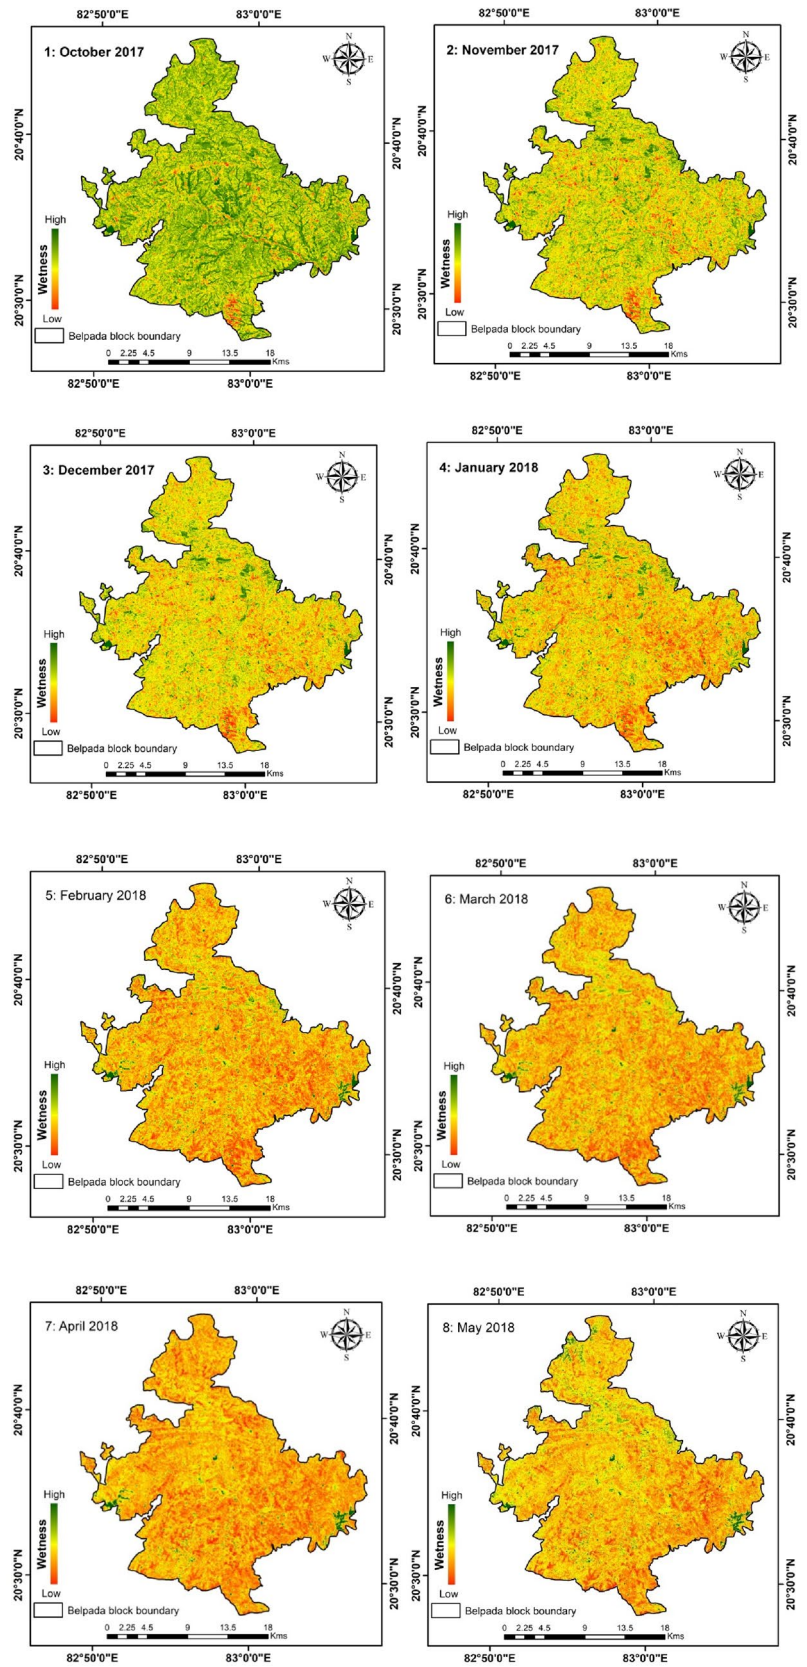 82°50'0"E 83°0'0"E
1: October 2017
N
W E
S
20°40'0"N
20°40'0"N
High
Wetness
Low
20°30'0"N
20°30'0"N
Belpada block boundary
0 2.25 4.5 9 13.5 18
Kms
82°50'0"E 83°0'0"E
82°50'0"E 83°0'0"E
2: November 2017
N
W E
S
20°40'0"N
20°40'0"N
High
Wetness
Low
20°30'0"N
20°30'0"N
Belpada block boundary
0 2.25 4.5 9 13.5 18
Kms
82°50'0"E 83°0'0"E
82°50'0"E 83°0'0"E
3: December 2017
N
W E
S
20°40'0"N
20°40'0"N
High
Wetness
Low
20°30'0"N
20°30'0"N
Belpada block boundary
0 2.25 4.5 9 13.5 18
Kms
82°50'0"E 83°0'0"E
82°50'0"E 83°0'0"E
4: January 2018
N
W E
S
20°40'0"N
20°40'0"N
High
Wetness
Low
20°30'0"N
20°30'0"N
Belpada block boundary
0 2.25 4.5 9 13.5 18
Kms
82°50'0"E 83°0'0"E
82°50'0"E 83°0'0"E
5: February 2018
N
W E
S
20°40'0"N
20°40'0"N
High
Wetness
Low
20°30'0"N
20°30'0"N
Belpada block boundary
0 2.25 4.5 9 13.5 18
Kms
82°50'0"E 83°0'0"E
82°50'0"E 83°0'0"E
6: March 2018
N
W E
S
20°40'0"N
20°40'0"N
High
Wetness
Low
20°30'0"N
20°30'0"N
Belpada block boundary
0 2.25 4.5 9 13.5 18
Kms
82°50'0"E 83°0'0"E
82°50'0"E 83°0'0"E
7: April 2018
N
W E
S
20°40'0"N
20°40'0"N
High
Wetness
Low
20°30'0"N
20°30'0"N
Belpada block boundary
0 2.25 4.5 9 13.5 18
Kms
82°50'0"E 83°0'0"E
82°50'0"E 83°0'0"E
8: May 2018
N
W E
S
20°40'0"N
20°40'0"N
High
Wetness
Low
20°30'0"N
20°30'0"N
Belpada block boundary
0 2.25 4.5 9 13.5 18
Kms
82°50'0"E 83°0'0"E